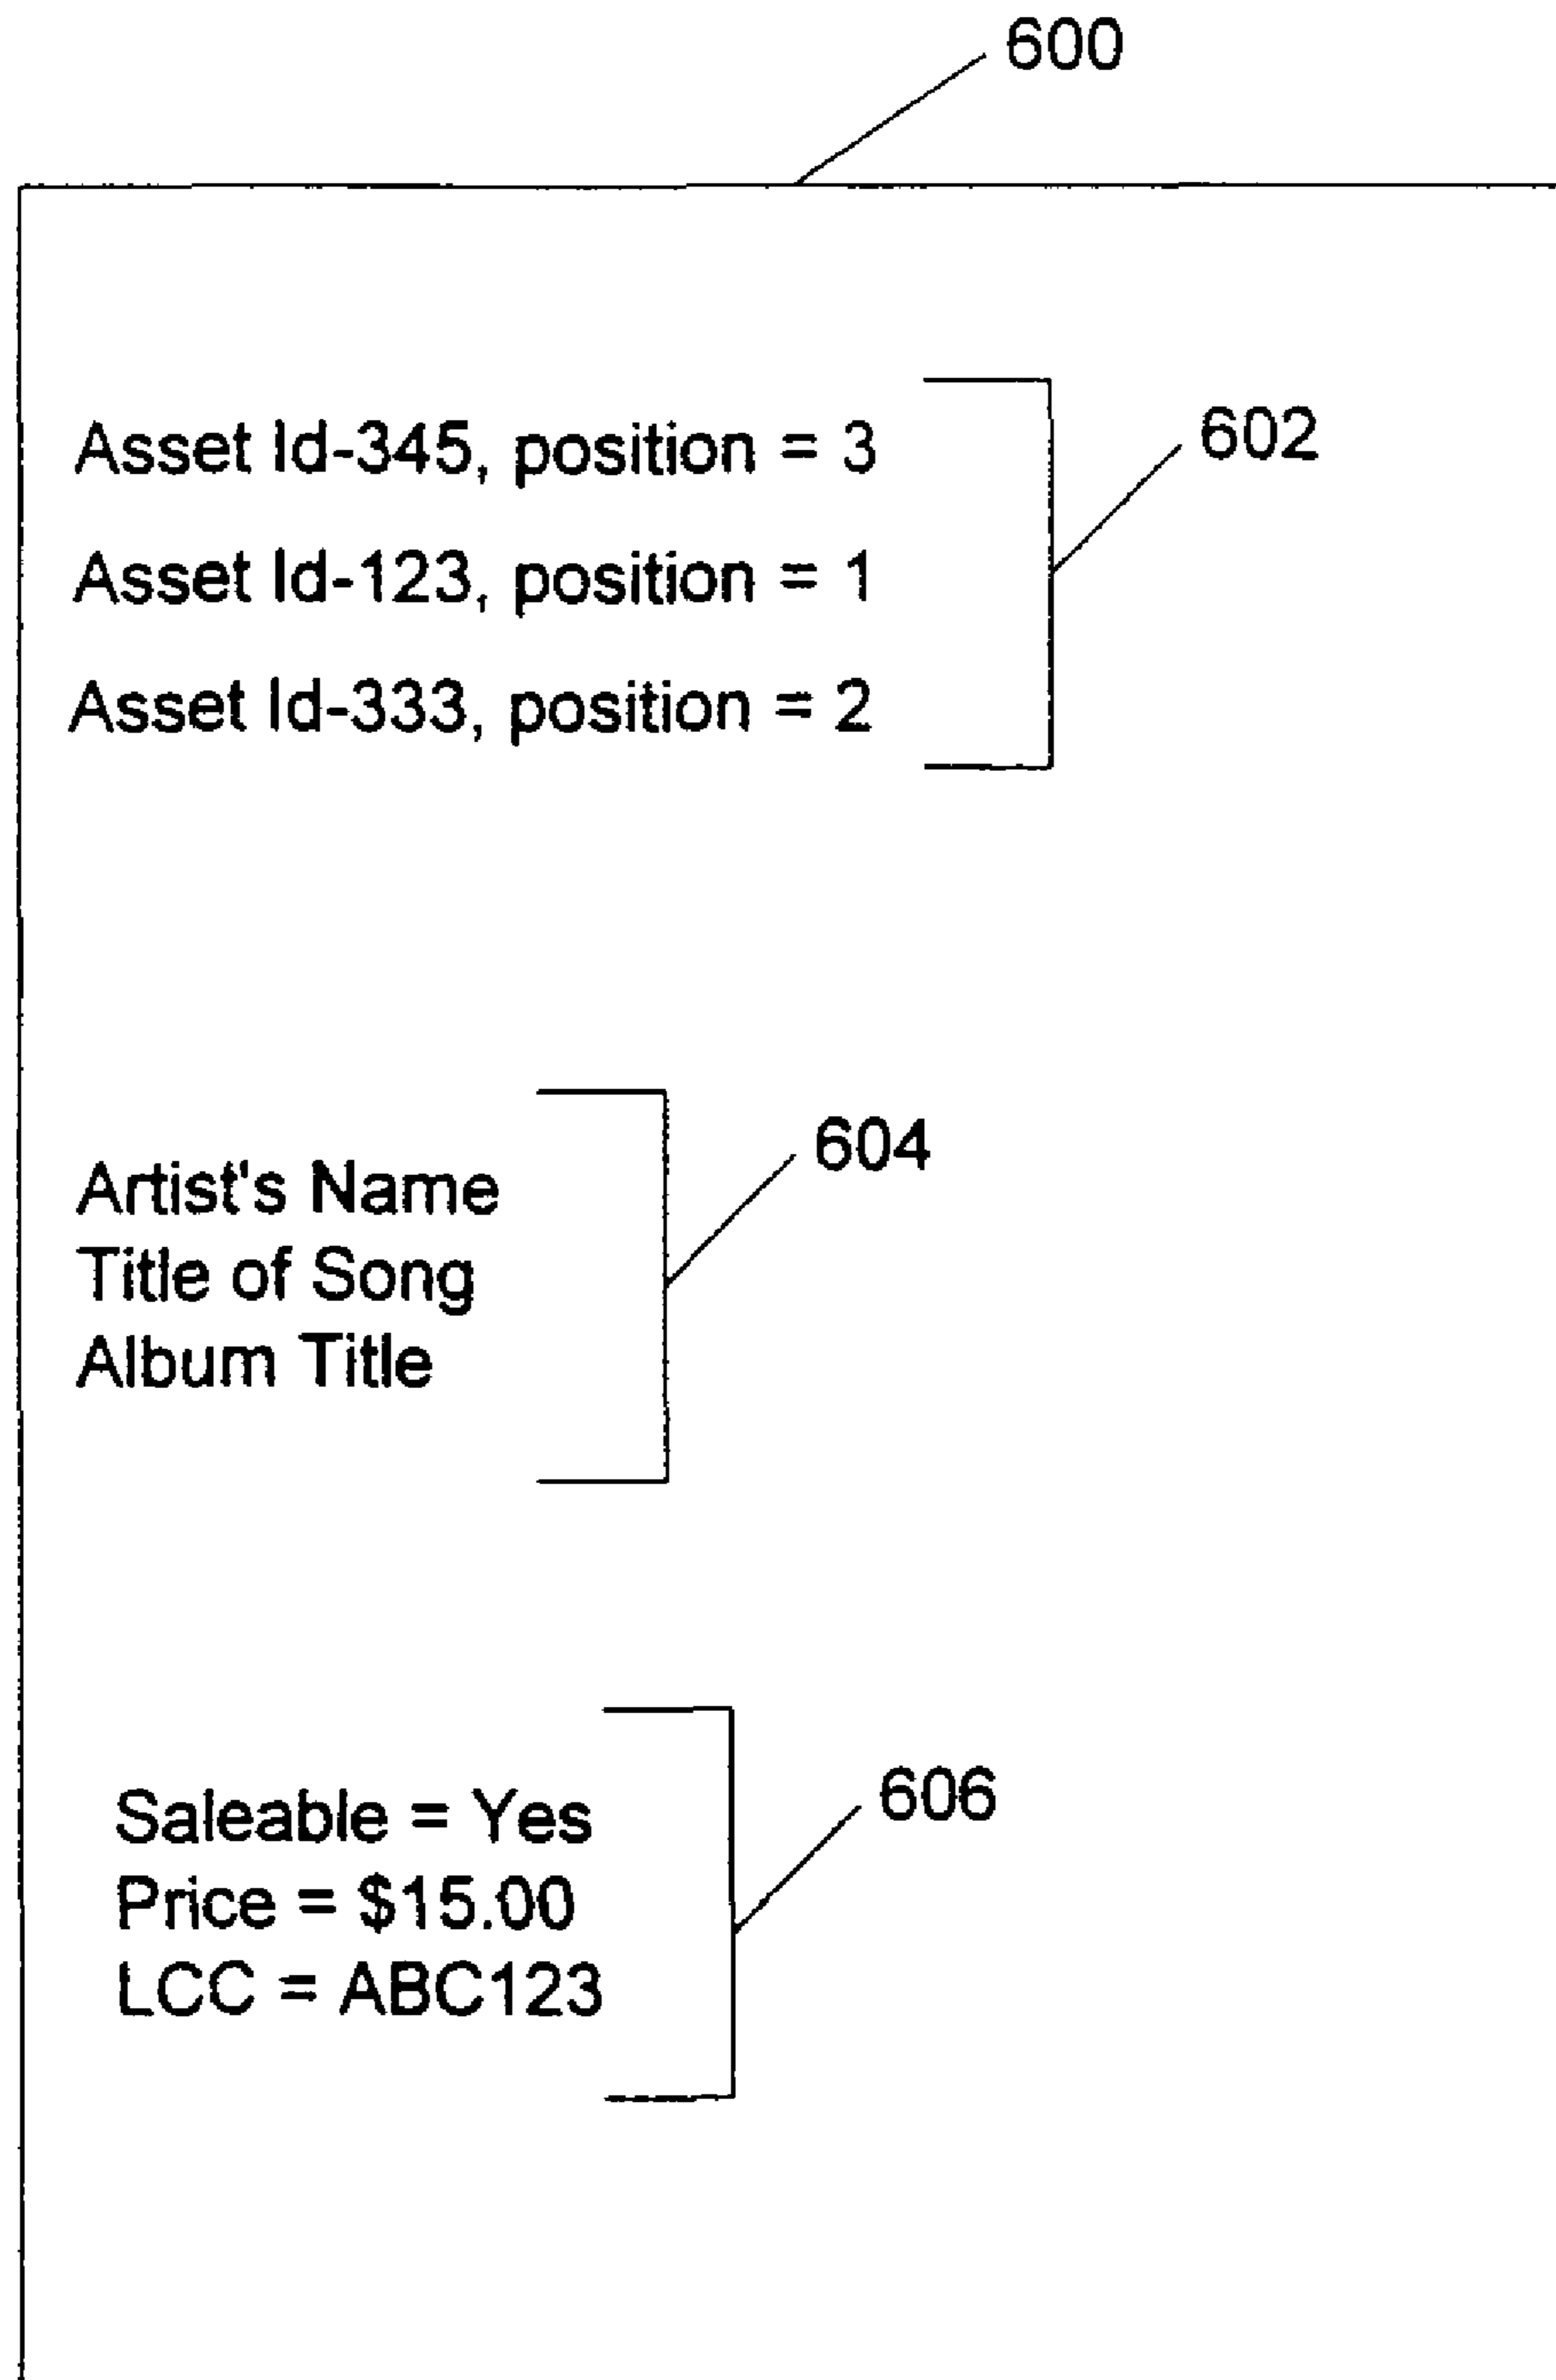 600
Asset Id-345, position = 3
602
Asset Id-123, position = 1
Asset Id-333, position = 2
604
Artist's Name
Title of Song
Album Title
606
Saleable = Yes
Price = $15.00
LCC = ABC123